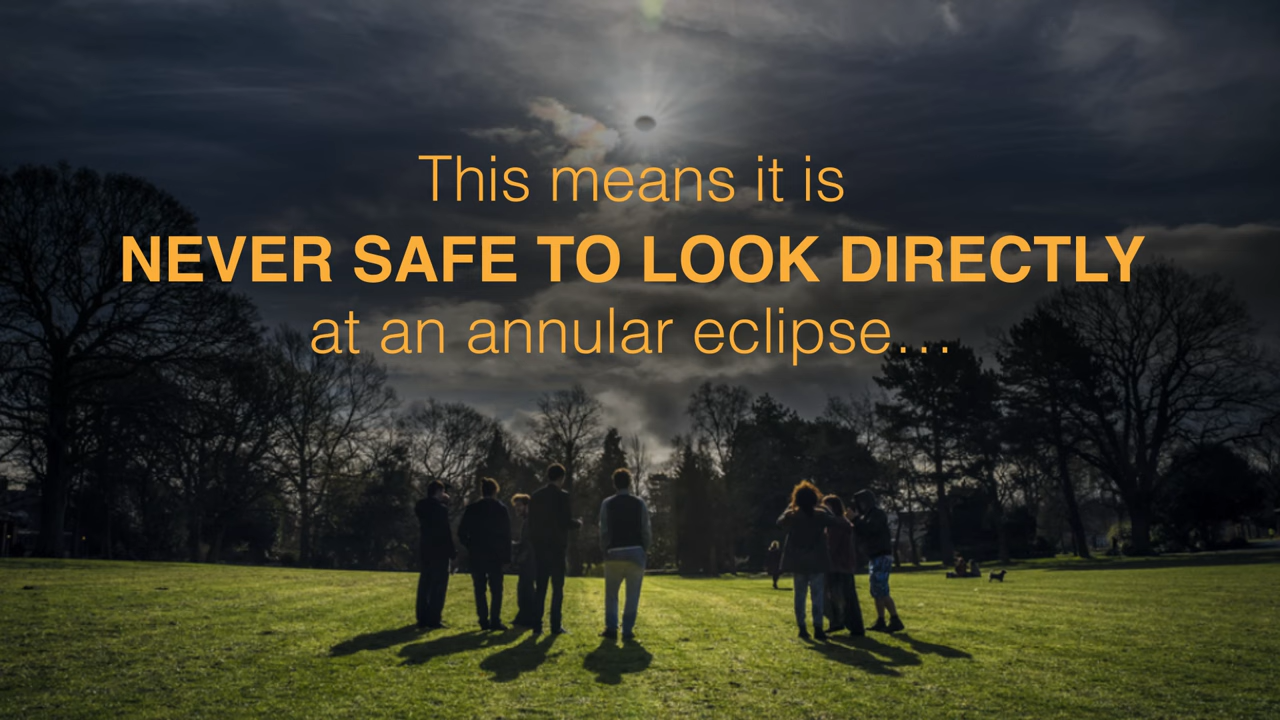 This means it is
NEVER SAFE TO LOOK DIRECTLY
at an annular eclipse…